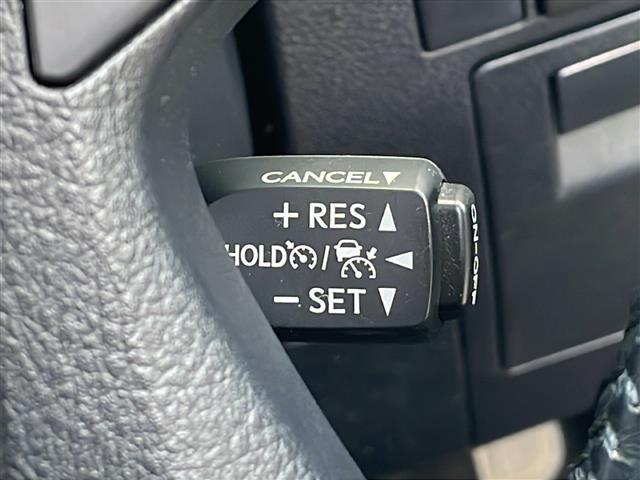 CANCEL▼
+ RES ▲
HOLD / ◀
− SET ▼
ON-OFF